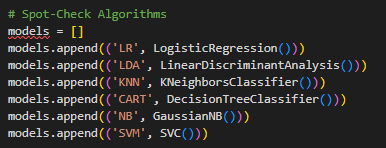 # Spot-Check Algorithms
models = []
models.append(('LR', LogisticRegression()))
models.append(('LDA', LinearDiscriminantAnalysis()))
models.append(('KNN', KNeighborsClassifier()))
models.append(('CART', DecisionTreeClassifier()))
models.append(('NB', GaussianNB()))
models.append(('SVM', SVC()))